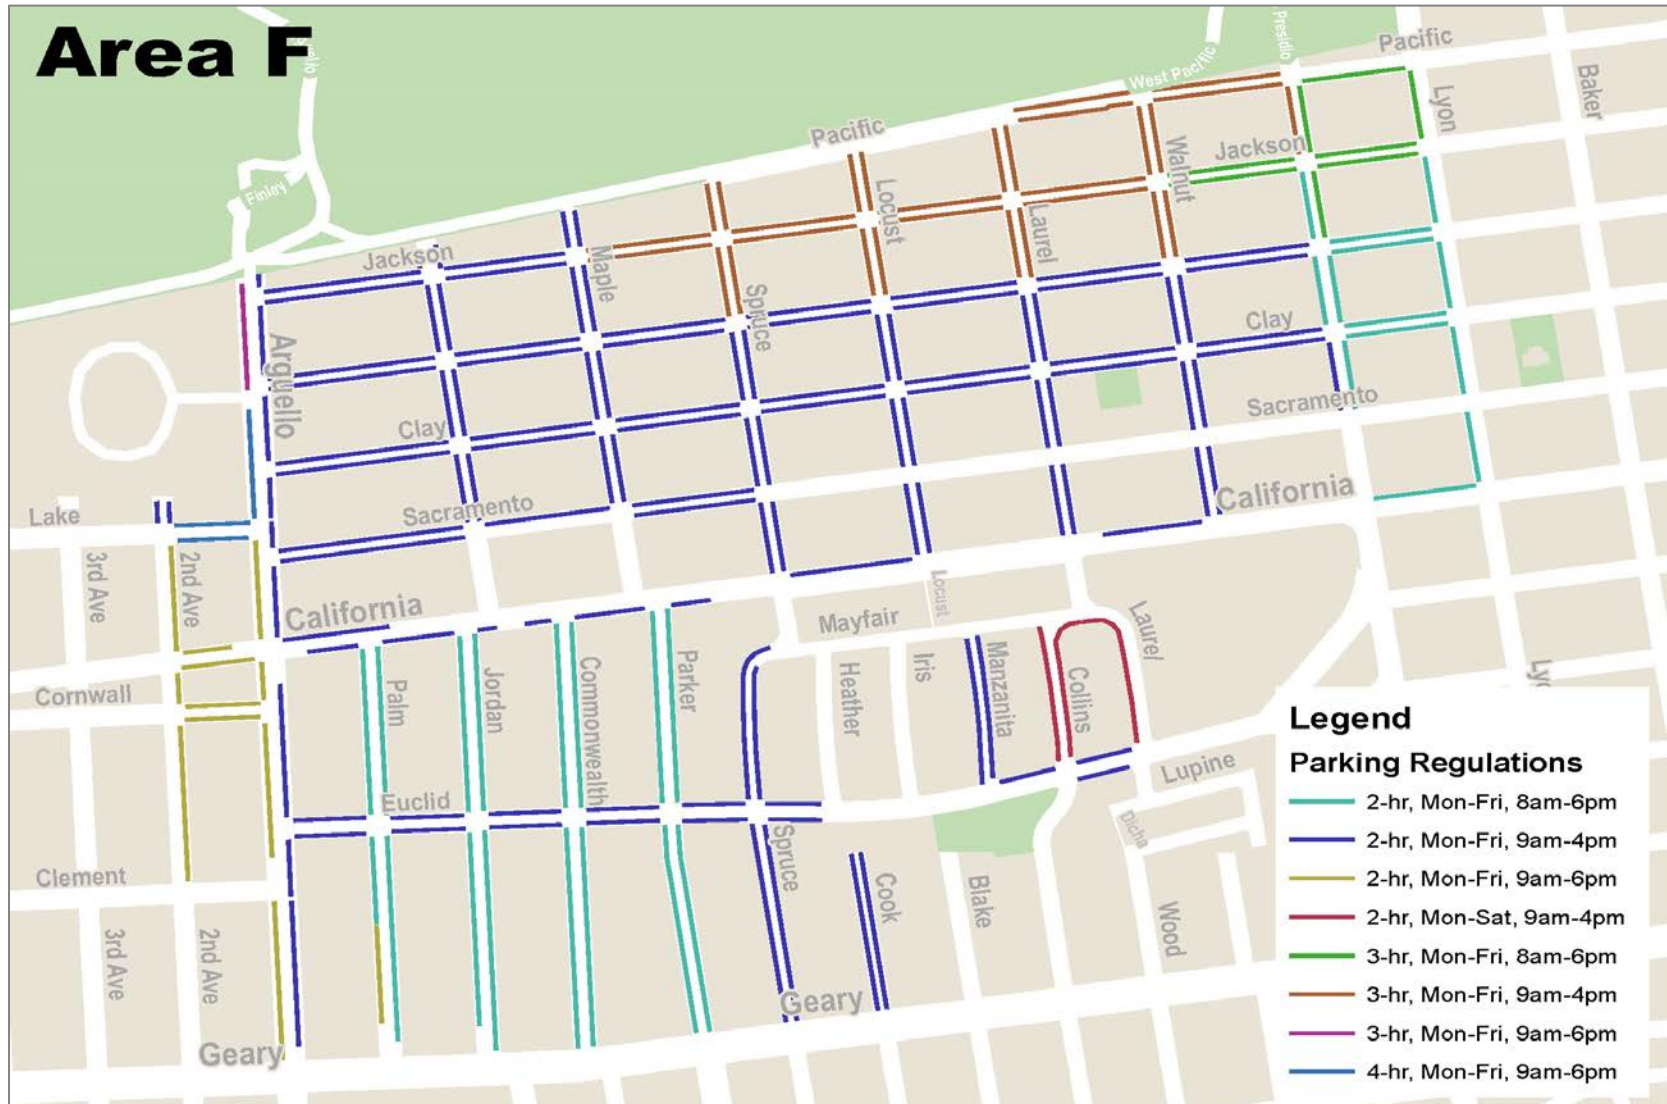 Area F
Presidio
Pacific
West Pacific
Baker
Lyon
Pacific
Walnut
Jackson
Finley
Locust
Laurel
Jackson
Maple
Spruce
Clay
Arguello
Sacramento
Clay
California
Sacramento
Lake
3rd Ave
2nd Ave
Locust
California
Mayfair
Laurel
Cornwall
Palm
Jordan
Commonwealth
Parker
Heather
Iris
Manzanita
Collins
Legend
Parking Regulations
2-hr, Mon-Fri, 8am-6pm
2-hr, Mon-Fri, 9am-4pm
2-hr, Mon-Fri, 9am-6pm
2-hr, Mon-Sat, 9am-4pm
3-hr, Mon-Fri, 8am-6pm
3-hr, Mon-Fri, 9am-4pm
3-hr, Mon-Fri, 9am-6pm
4-hr, Mon-Fri, 9am-6pm
Lupine
Euclid
Dicha
Spruce
Clement
Cook
Blake
Wood
3rd Ave
2nd Ave
Geary
Geary